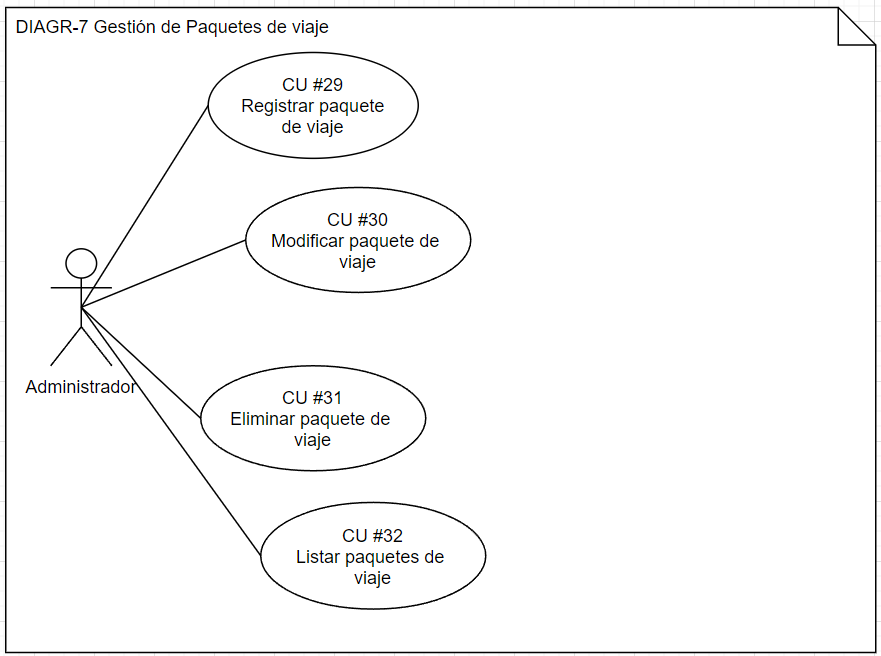 DIAGR-7 Gestión de Paquetes de viaje
CU #29
Registrar paquete
de viaje
CU #30
Modificar paquete de
viaje
Administrador
CU #31
Eliminar paquete de
viaje
CU #32
Listar paquetes de
viaje